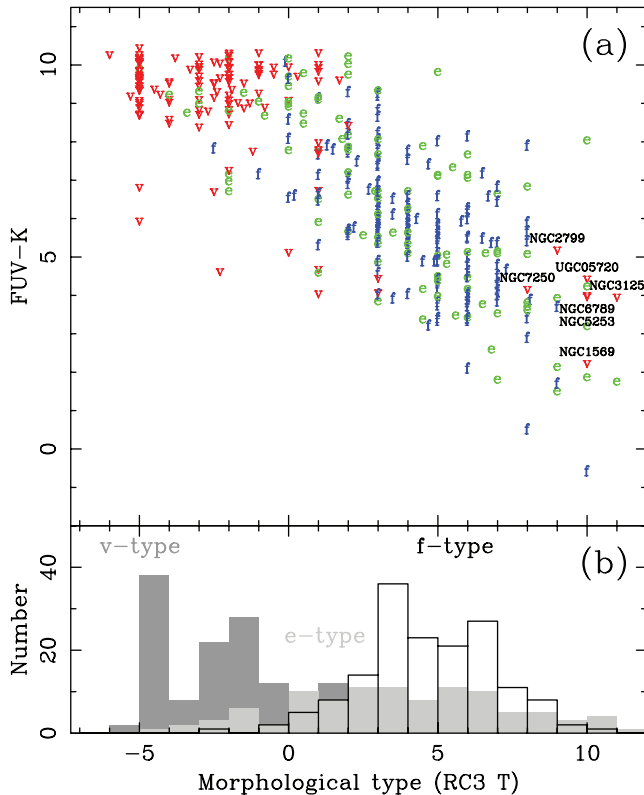 (a)
10
5
0
FUV-K
NGC2799
UGC05720
NGC7250
NGC3125
NGC6789
NGC5253
NGC1569
(b)
v-type
f-type
e-type
40
20
0
Number
-5
0
5
10
Morphological type (RC3 T)